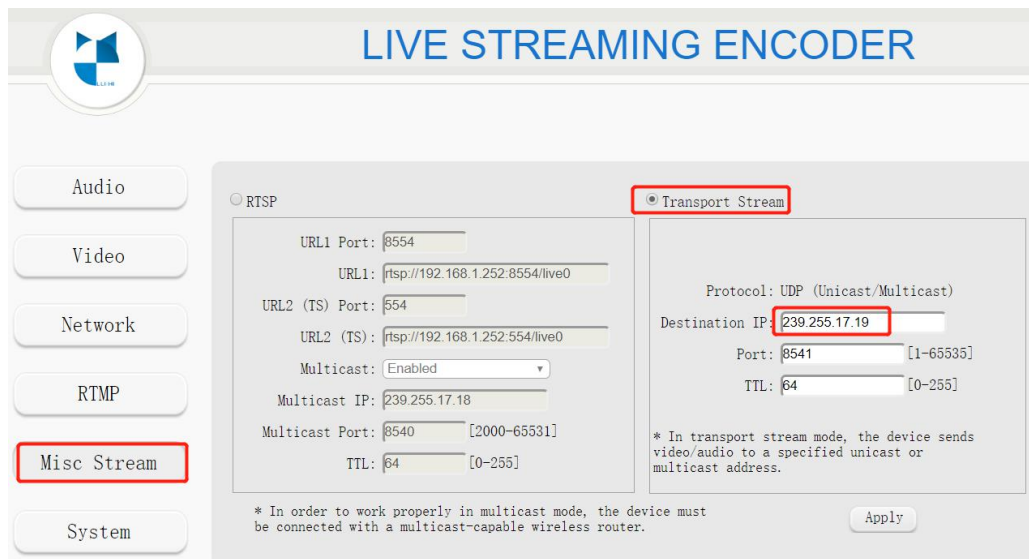 LIVE STREAMING ENCODER
Audio
Video
Network
RTMP
Misc Stream
System
RTSP
URL1 Port: 8554
URL1: rtsp://192.168.1.252:8554/live0
URL2 (TS) Port: 554
URL2 (TS): rtsp://192.168.1.252:554/live0
Multicast: Enabled
Multicast IP: 239.255.17.18
Multicast Port: 8540 [2000-65531]
TTL: 64 [0-255]
* In order to work properly in multicast mode, the device must
be connected with a multicast-capable wireless router.
Transport Stream
Protocol: UDP (Unicast/Multicast)
Destination IP: 239.255.17.19
Port: 8541 [1-65535]
TTL: 64 [0-255]
* In transport stream mode, the device sends
video/audio to a specified unicast or
multicast address.
Apply